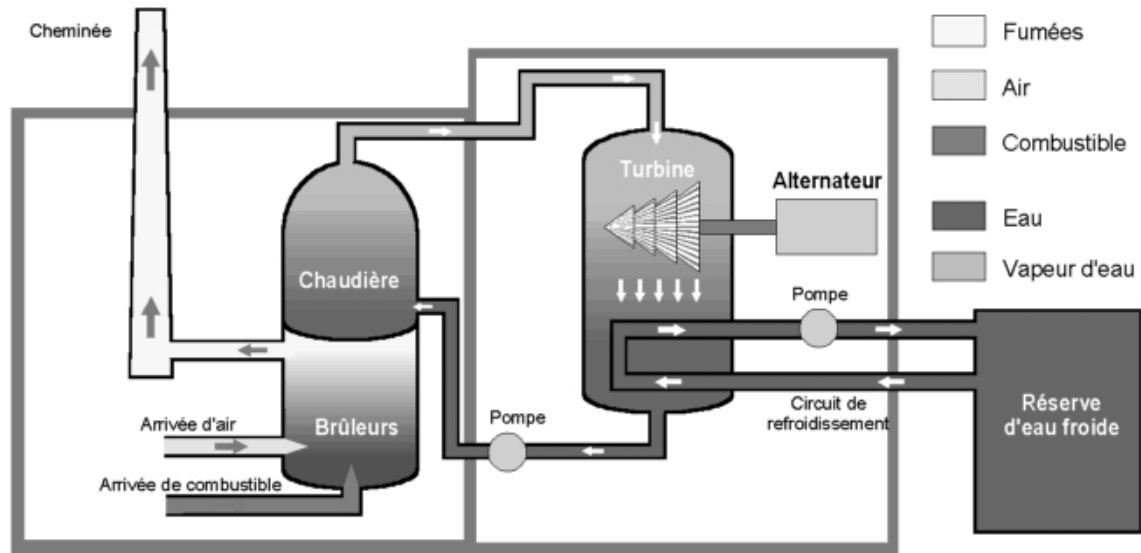 Cheminée
Fumées
Air
Combustible
Eau
Vapeur d'eau
Turbine
Alternateur
Chaudière
Pompe
Brûleurs
Arrivée d'air
Arrivée de combustible
Pompe
Circuit de
refroidissement
Réserve
d'eau froide